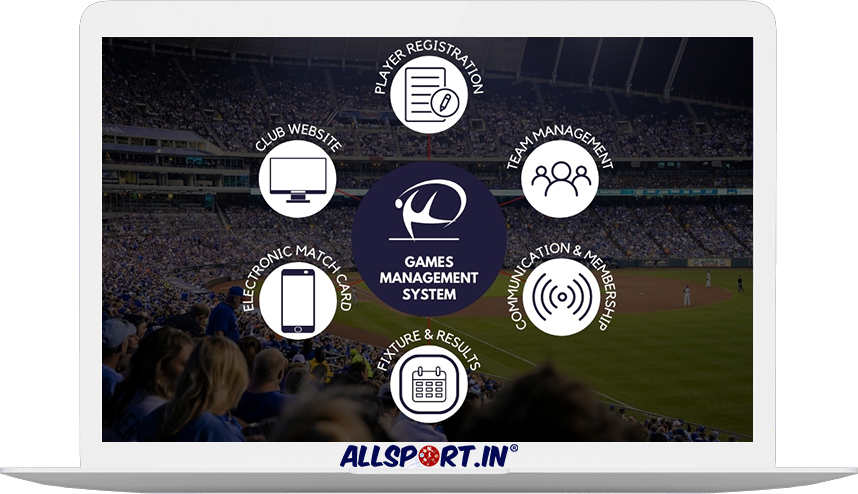 PLAYER REGISTRATION
CLUB WEBSITE
TEAM MANAGEMENT
GAMES
MANAGEMENT
SYSTEM
ELECTRONIC MATCH CARD
COMMUNICATION & MEMBERSHIP
FIXTURE & RESULTS
ALLSPORT.IN®